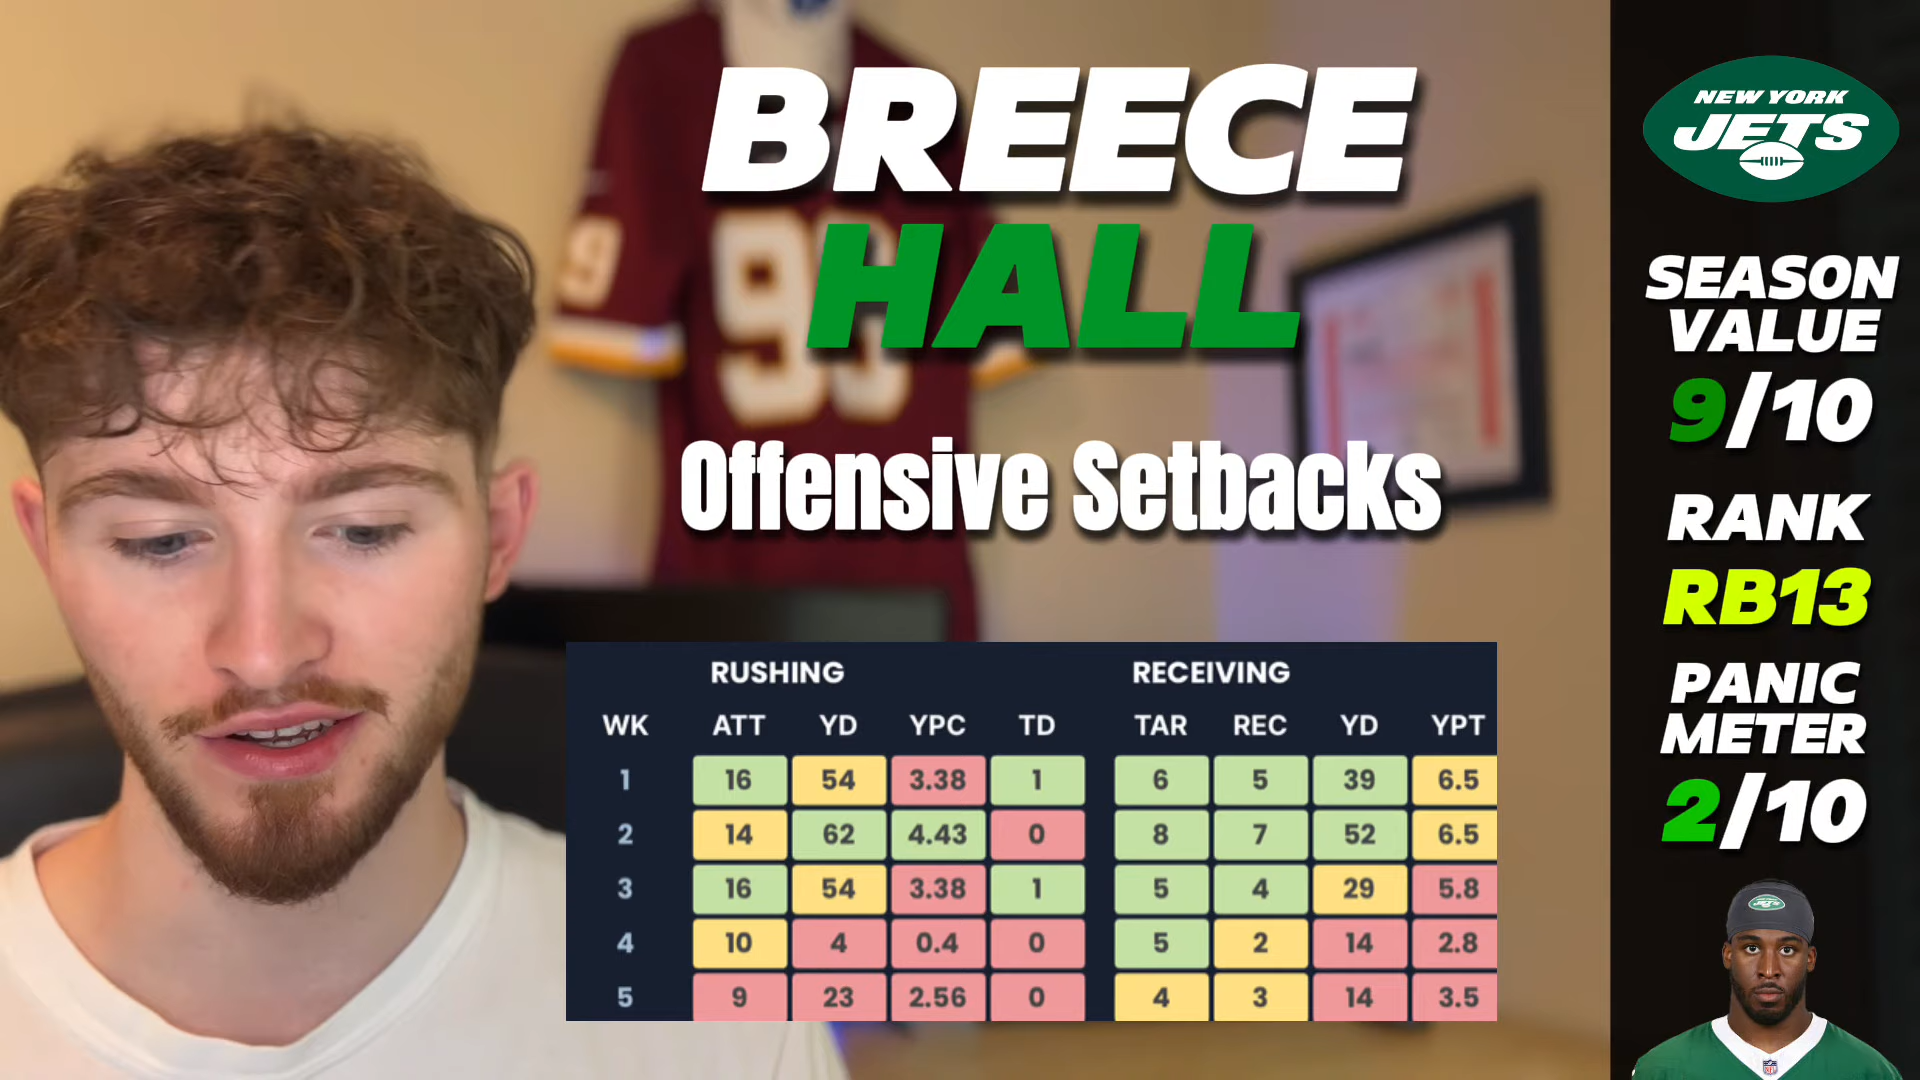 BREECE
HALL
Offensive Setbacks
RUSHING RECEIVING
WK ATT YD YPC TD TAR REC YD YPT
1 16 54 3.38 1 6 5 39 6.5
2 14 62 4.43 0 8 7 52 6.5
3 16 54 3.38 1 5 4 29 5.8
4 10 4 0.4 0 5 2 14 2.8
5 9 23 2.56 0 4 3 14 3.5
NEW YORK
JETS
SEASON
VALUE
9/10
RANK
RB13
PANIC
METER
2/10
JETS
9
93